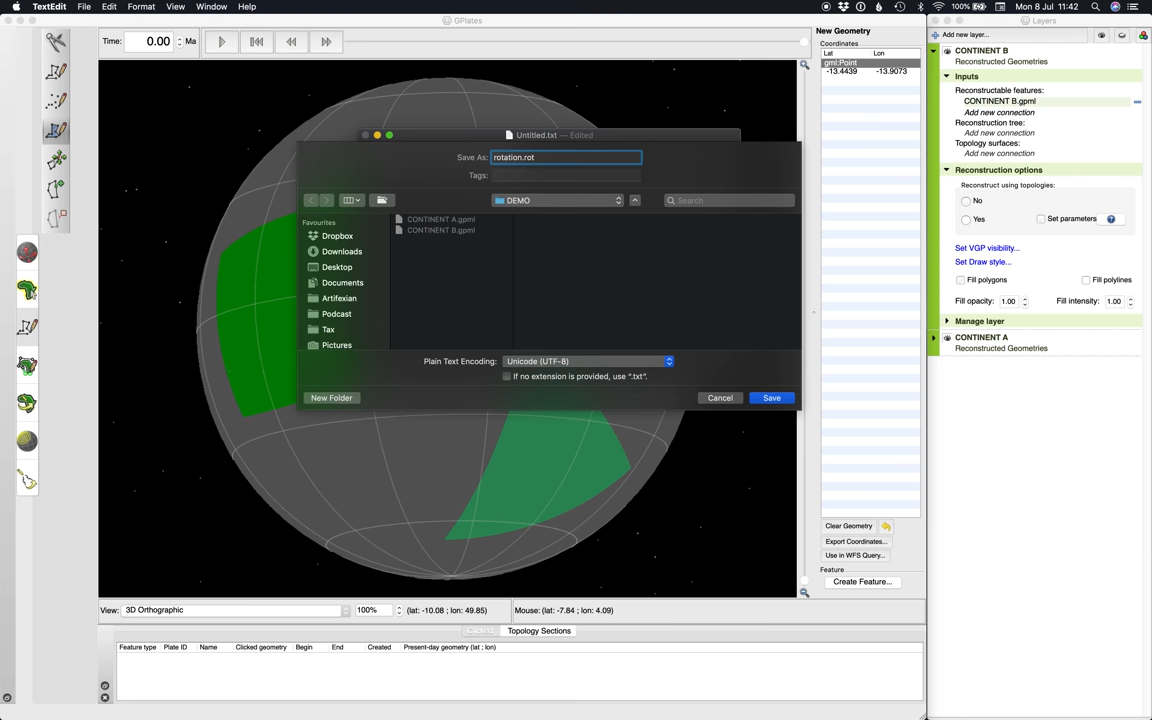 TextEdit File Edit Format View Window Help
100% Mon 8 Jul 11:42
GPlates
Layers
Time: 0.00 Ma
New Geometry
Coordinates
Lat Lon
gml:Point
-13.4439 -13.9073
Add new layer...
CONTINENT B
Reconstructed Geometries
Inputs
Reconstructable features:
CONTINENT B.gpml
Add new connection
Reconstruction tree:
Add new connection
Topology surfaces:
Add new connection
Reconstruction options
Reconstruct using topologies:
No
Yes Set parameters ?
Set VGP visibility...
Set Draw style...
Fill polygons Fill polylines
Fill opacity: 1.00 Fill intensity: 1.00
Manage layer
CONTINENT A
Reconstructed Geometries
Untitled.txt — Edited
Save As: rotation.rot
Tags:
DEMO Search
Favourites
Dropbox
Downloads
Desktop
Documents
Artifexian
Podcast
Tax
Pictures
CONTINENT A.gpml
CONTINENT B.gpml
Plain Text Encoding: Unicode (UTF-8)
If no extension is provided, use ".txt".
New Folder Cancel Save
Clear Geometry
Export Coordinates...
Use in WFS Query...
Feature
Create Feature...
View: 3D Orthographic 100% (lat: -10.08 ; lon: 49.85) Mouse: (lat: -7.84 ; lon: 4.09)
Clicked Topology Sections
Feature type Plate ID Name Clicked geometry Begin End Created Present-day geometry (lat ; lon)